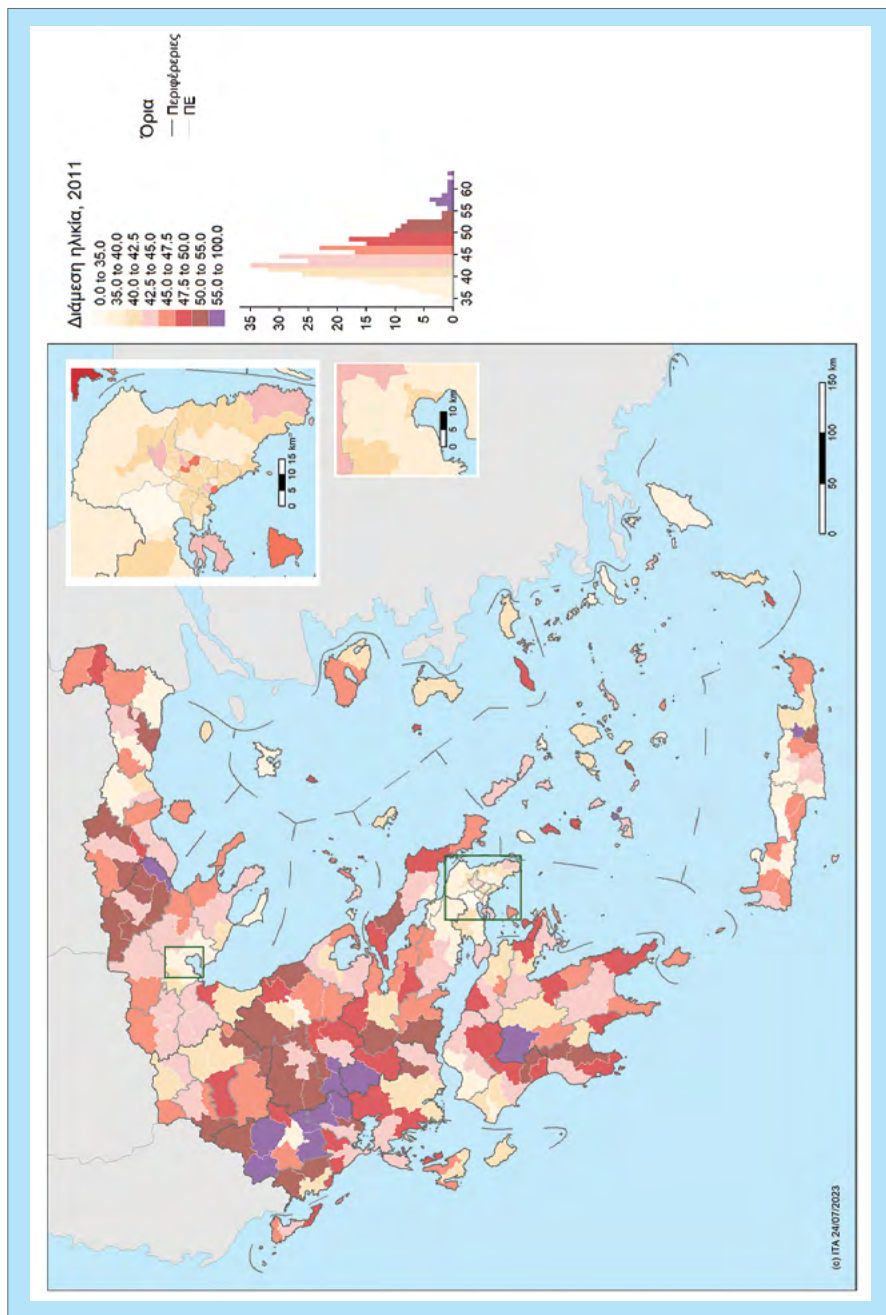 Διάμεση ηλικία, 2011
0.0 to 35.0
35.0 to 40.0
40.0 to 42.5
42.5 to 45.0
45.0 to 47.5
47.5 to 50.0
50.0 to 55.0
55.0 to 100.0
Όρια
Περιφέρεριες
ΠΕ
35
30
25
20
15
10
5
0
35 40 45 50 55 60
0 5 10 15 km
0 5 10 km
0 50 100 150 km
(c) ITA 24/07/2023